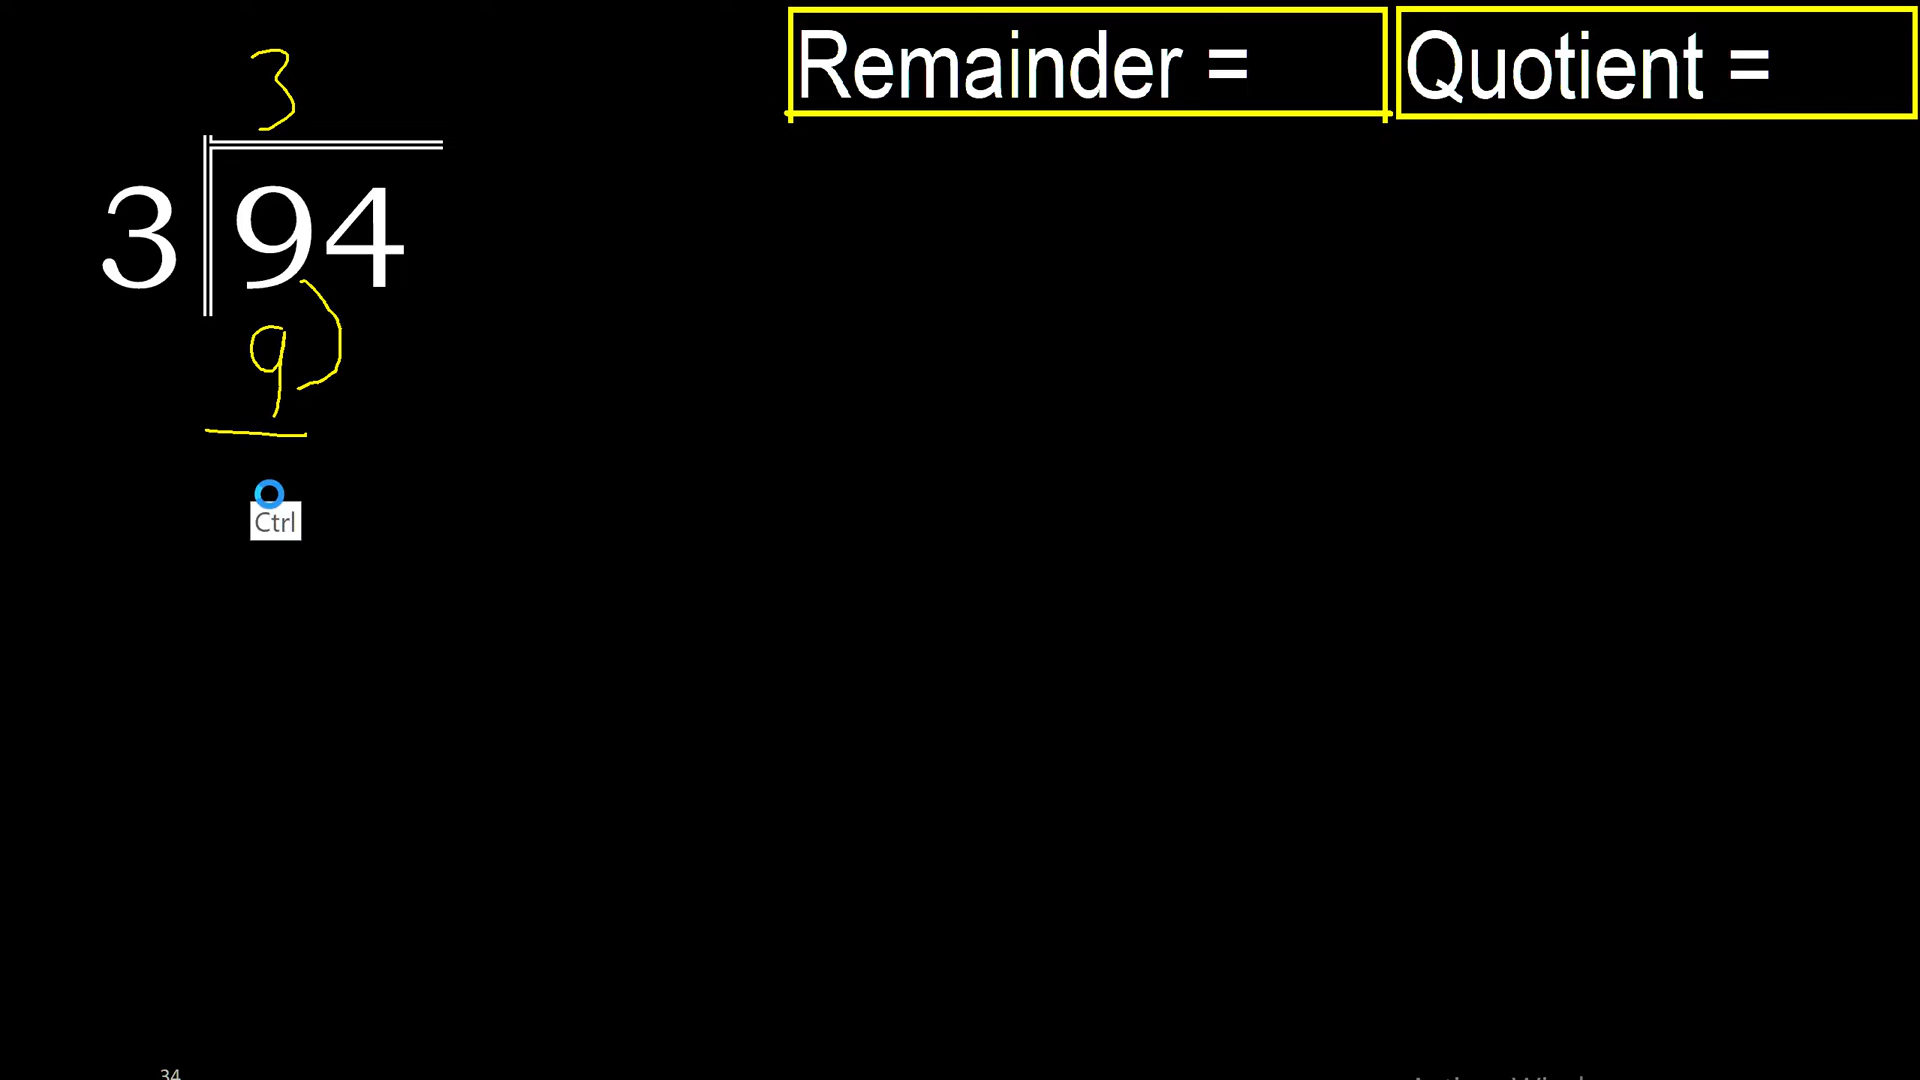 3
Remainder =
Quotient =
3 94
9
Ctrl
34